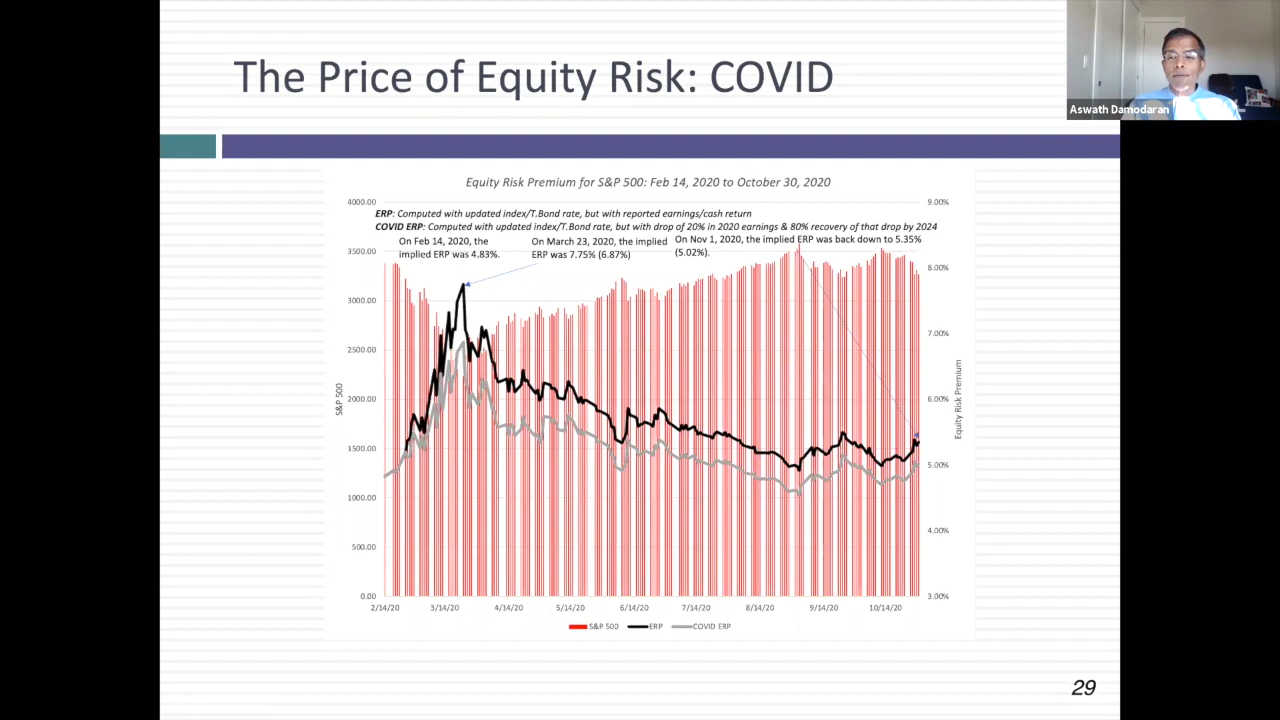 The Price of Equity Risk: COVID
Aswath Damodaran
Equity Risk Premium for S&P 500: Feb 14, 2020 to October 30, 2020
ERP: Computed with updated index/T.Bond rate, but with reported earnings/cash return
COVID ERP: Computed with updated index/T.Bond rate, but with drop of 20% in 2020 earnings & 80% recovery of that drop by 2024
On Feb 14, 2020, the
implied ERP was 4.83%.
On March 23, 2020, the implied
ERP was 7.75% (6.87%)
On Nov 1, 2020, the implied ERP was back down to 5.35%
(5.02%).
4000.00
3500.00
3000.00
2500.00
2000.00
1500.00
1000.00
500.00
0.00
S&P 500
9.00%
8.00%
7.00%
6.00%
5.00%
4.00%
3.00%
Equity Risk Premium
2/14/20 3/14/20 4/14/20 5/14/20 6/14/20 7/14/20 8/14/20 9/14/20 10/14/20
S&P 500 ERP COVID ERP
29